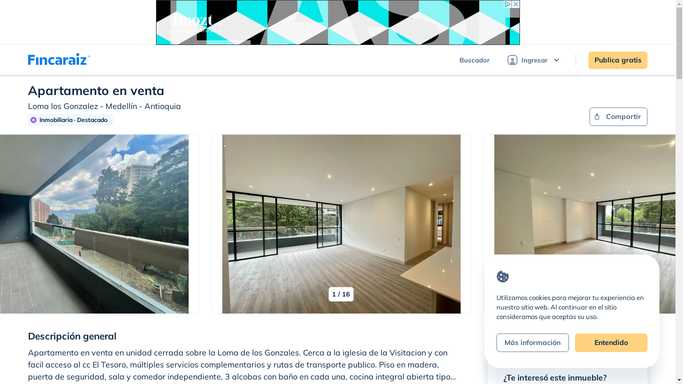 Fincaraiz
Buscador
Ingresar
Publica gratis
Apartamento en venta
Loma los Gonzalez - Medellín - Antioquia
Inmobiliaria · Destacado
Compartir
1 / 16
Utilizamos cookies para mejorar tu experiencia en
nuestro sitio web. Al continuar en el sitio
consideramos que aceptas su uso.
Más información
Entendido
Descripción general
Apartamento en venta en unidad cerrada sobre la Loma de los Gonzales. Cerca a la iglesia de la Visitacion y con
facil acceso al cc El Tesoro, múltiples servicios complementarios y rutas de transporte publico. Piso en madera,
puerta de seguridad, sala y comedor independiente, 3 alcobas con baño en cada una, cocina integral abierta tipo...
¿Te interesó este inmueble?